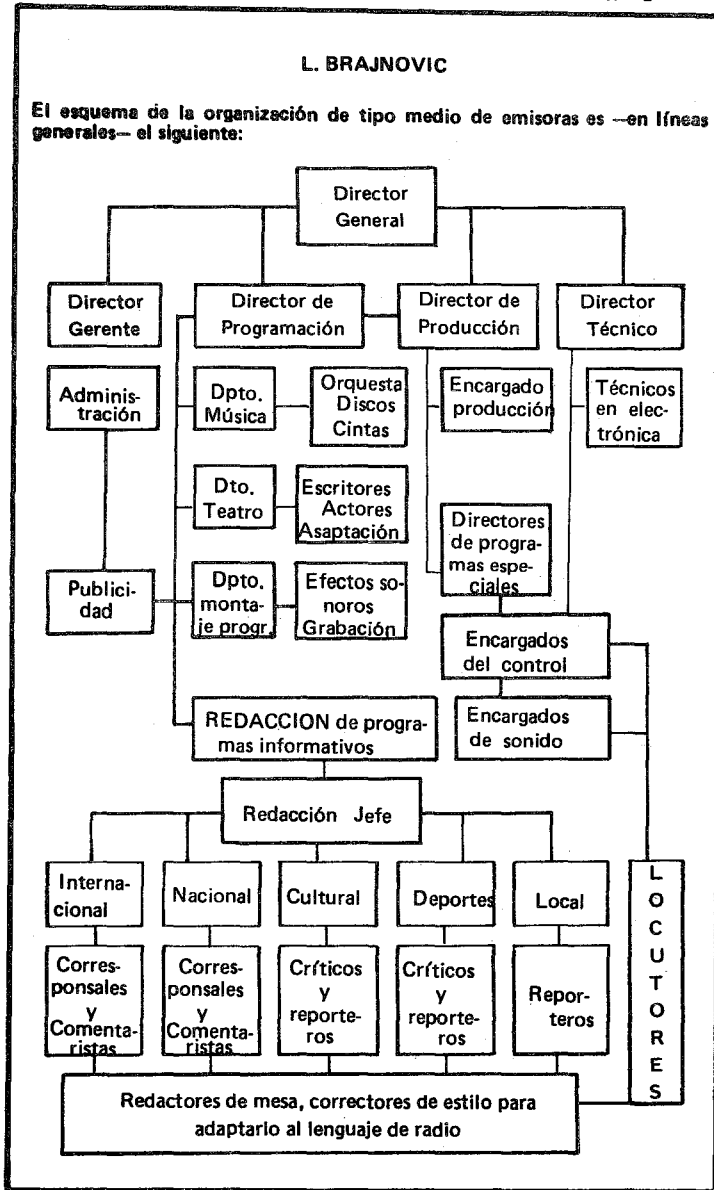 L. BRAJNOVIC
El esquema de la organización de tipo medio de emisoras es —en líneas
generales— el siguiente:
Director
General
Director
Gerente
Director de
Programación
Director de
Producción
Director
Técnico
Adminis-
tración
Dpto.
Música
Orquesta
Discos
Cintas
Encargado
producción
Técnicos
en elec-
trónica
Dto.
Teatro
Escritores
Actores
Asaptación
Directores
de progra-
mas espe-
ciales
Publici-
dad
Dpto.
monta-
je progr.
Efectos so-
noros
Grabación
Encargados
del control
REDACCION de progra-
mas informativos
Encargados
de sonido
Redacción Jefe
Interna-
cional
Nacional
Cultural
Deportes
Local
LOCUTORES
Corres-
ponsales
y
Comenta-
ristas
Corres-
ponsales
y
Comenta-
ristas
Críticos
y
reporte-
ros
Críticos
y
reporte-
ros
Repor-
teros
Redactores de mesa, correctores de estilo para
adaptarlo al lenguaje de radio